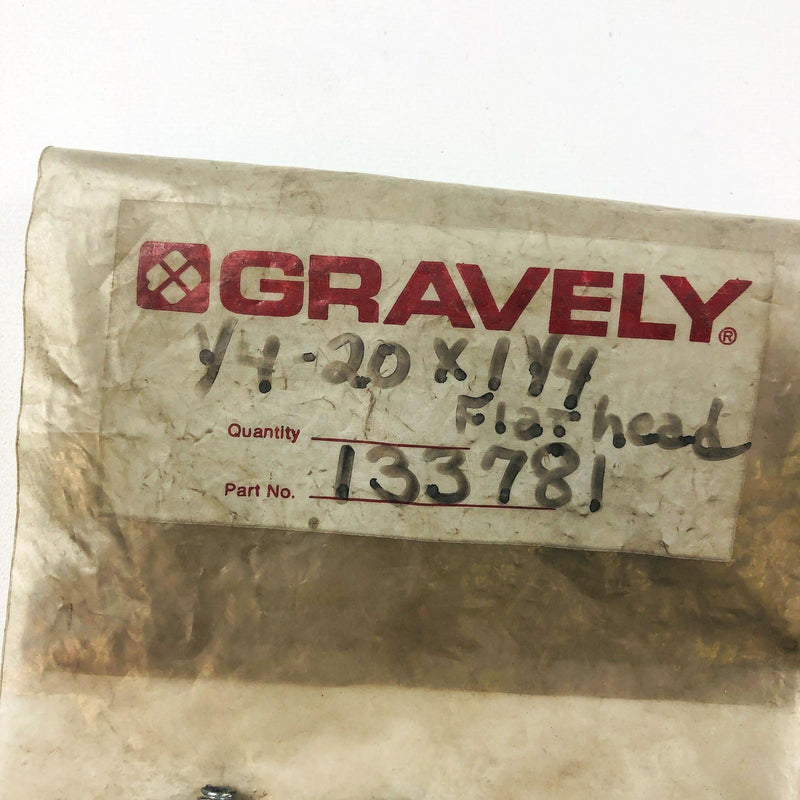 GRAVELY®
1/4-20 x 1 1/4
Flat head
Quantity
Part No. 133781